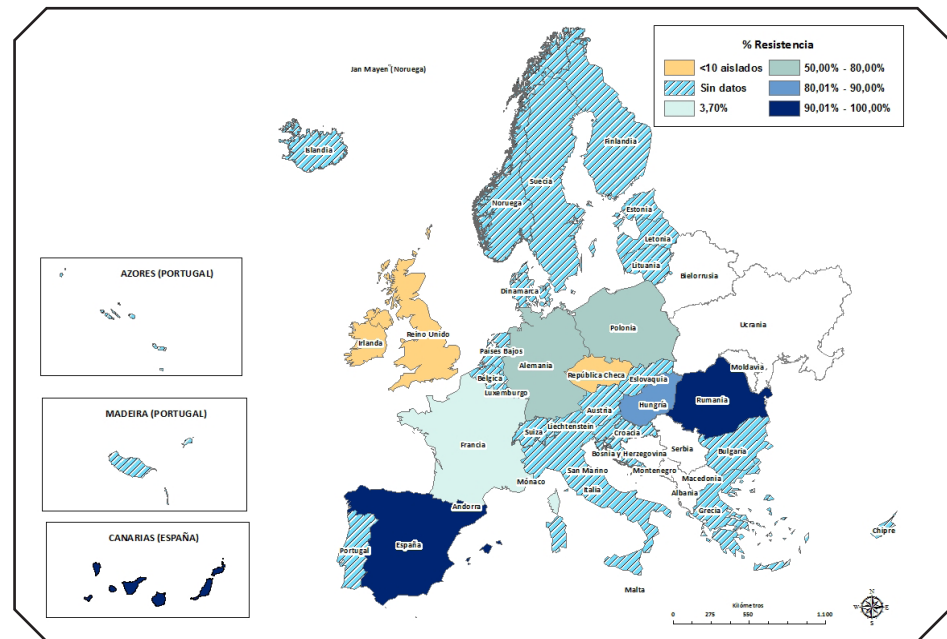 % Resistencia
<10 aislados
50,00% - 80,00%
Sin datos
80,01% - 90,00%
3,70%
90,01% - 100,00%
Jan Mayen (Noruega)
Islandia
Finlandia
Suecia
Noruega
Estonia
Letonia
Lituania
Bielorrusia
Dinamarca
AZORES (PORTUGAL)
Ucrania
Polonia
Reino Unido
Irlanda
Países Bajos
Alemania
Moldavia
República Checa
Bélgica
Eslovaquia
Luxemburgo
Rumanía
Hungría
Austria
MADEIRA (PORTUGAL)
Liechtenstein
Suiza
Croacia
Francia
Serbia
Bulgaria
Bosnia y Herzegovina
San Marino
Montenegro
Mónaco
Macedonia
Italia
Albania
Andorra
Grecia
Chipre
CANARIAS (ESPAÑA)
España
Portugal
Malta
Kilómetros
0 275 550 1.100
N
W E
S